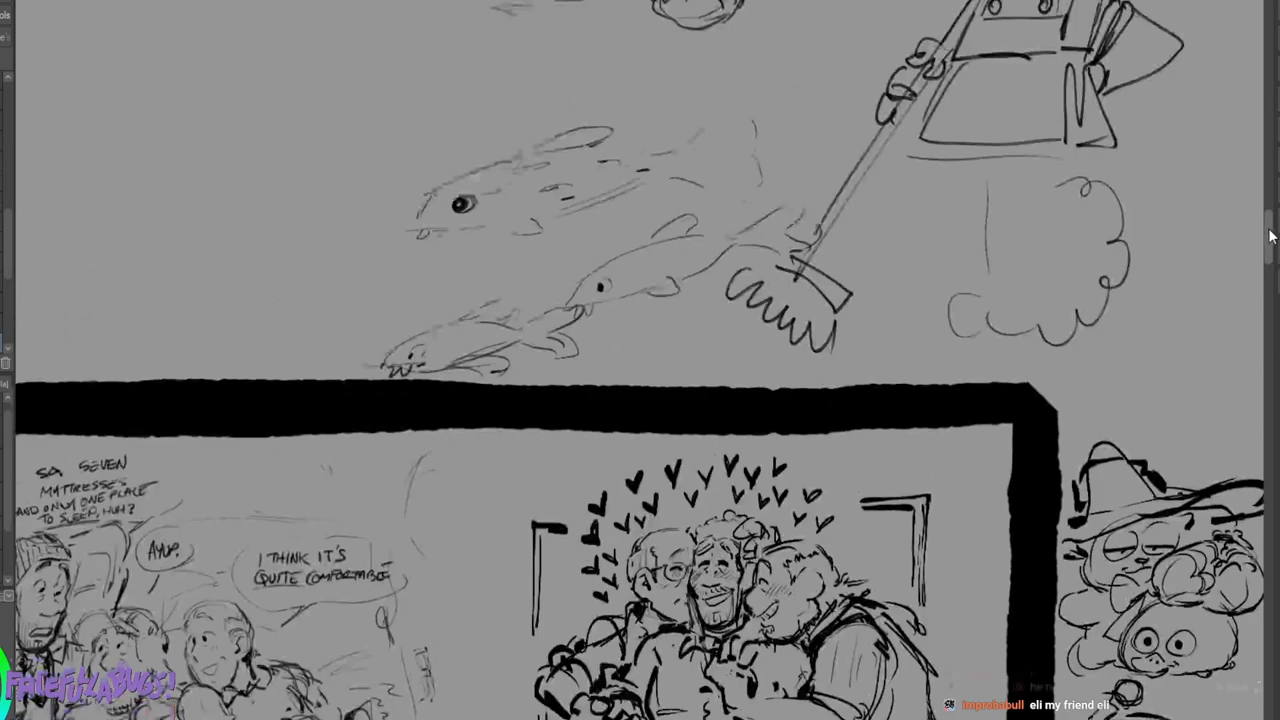 SO, SEVEN
MATTRESSES
AND ONLY ONE PLACE
TO SLEEP, HUH?
AYUP.
I THINK IT'S
QUITE COMFORTABLE
PALEFULLABUGS!
improbabull eli my friend eli